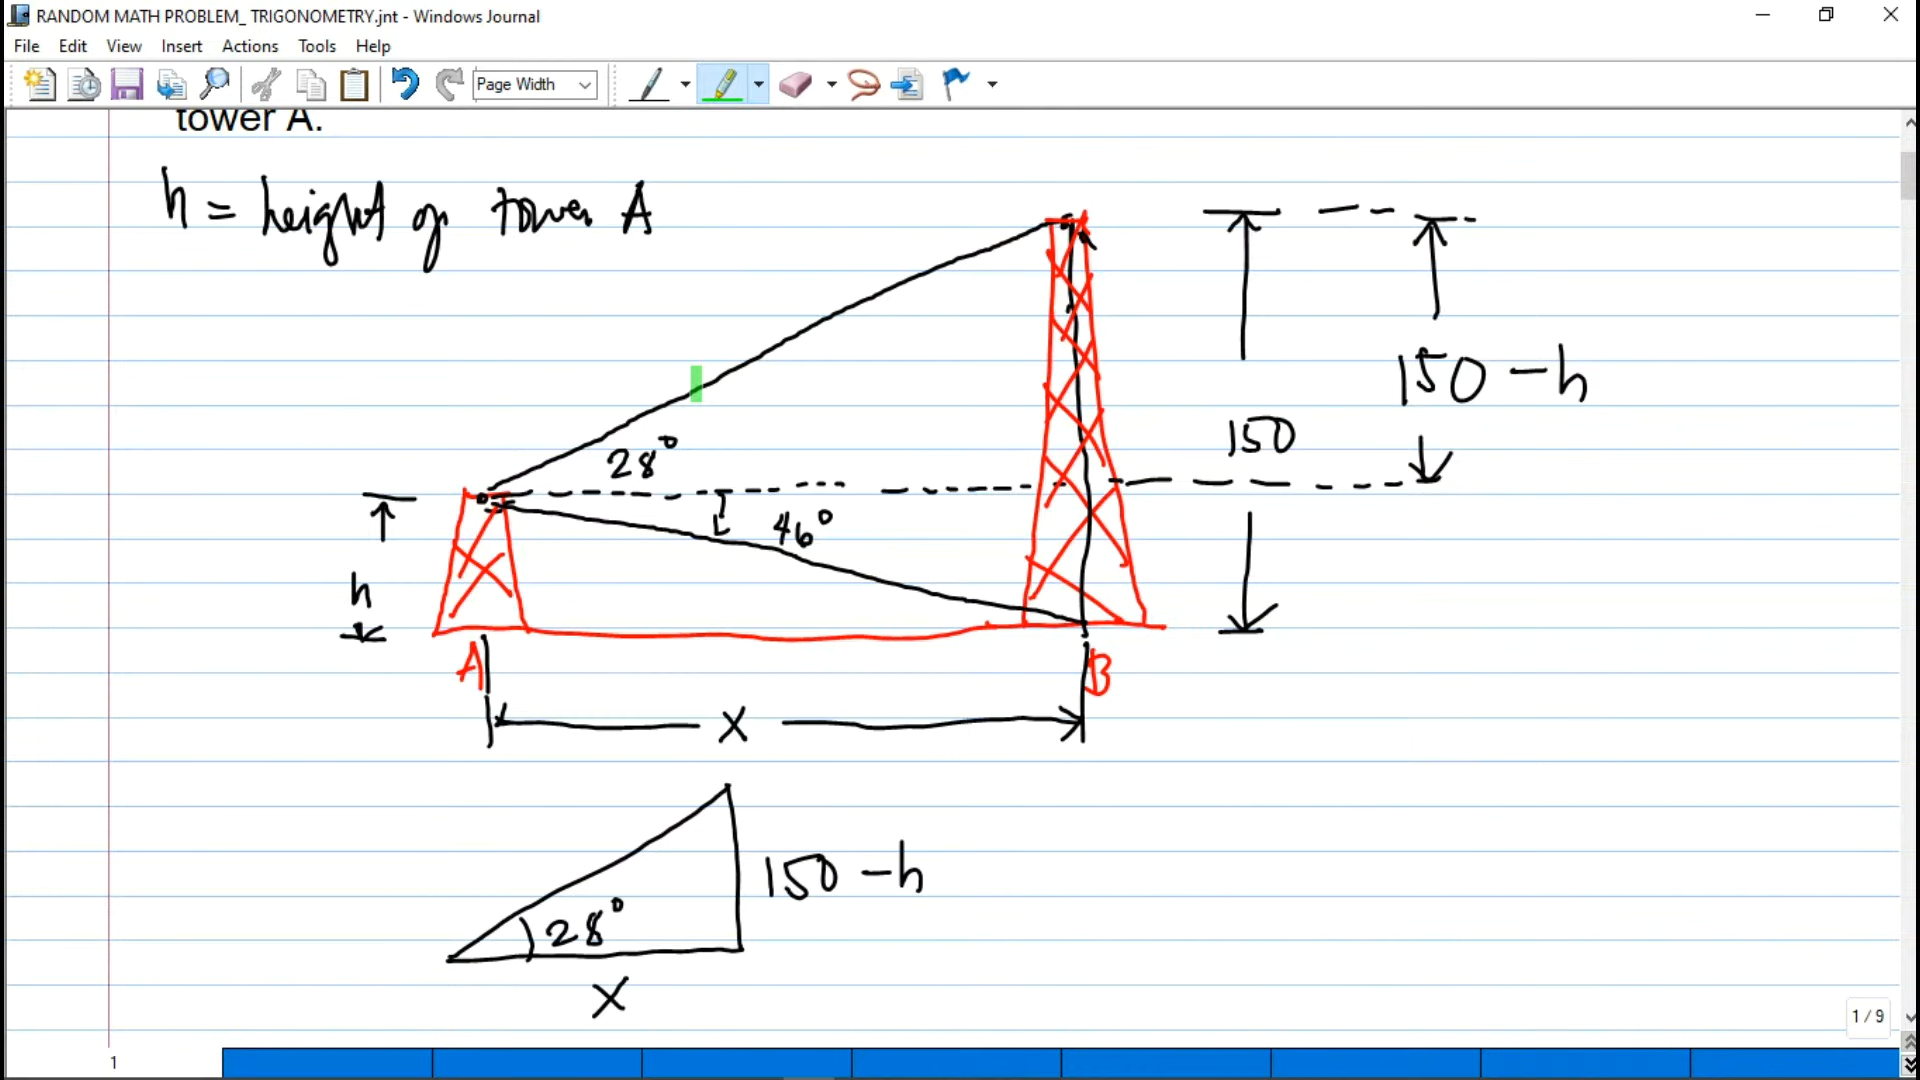 RANDOM MATH PROBLEM_ TRIGONOMETRY.jnt - Windows Journal
File Edit View Insert Actions Tools Help
Page Width
tower A.
h = height of tower A
28°
46°
150
150 - h
h
A
B
X
28°
150 - h
X
1 / 9
1